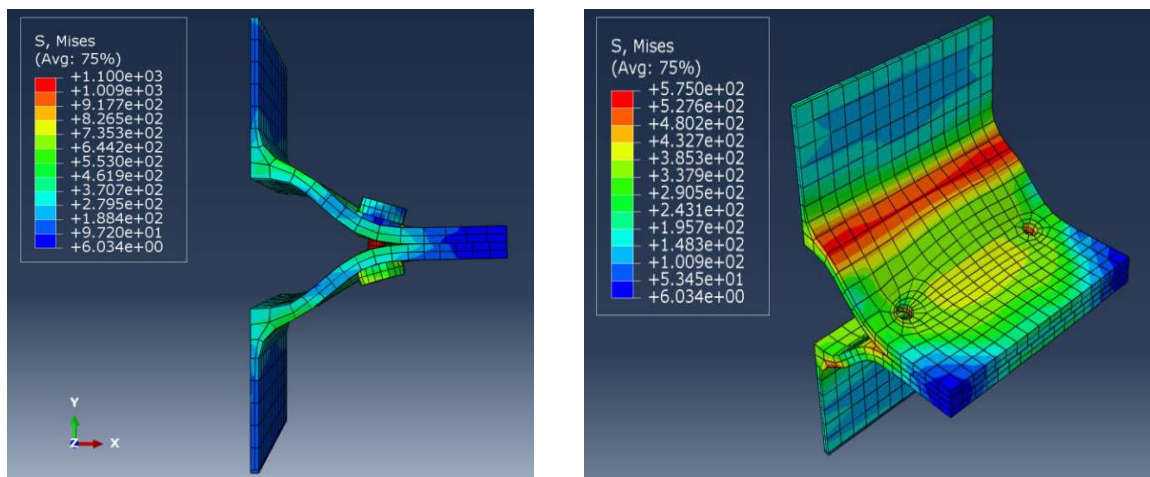 S, Mises
(Avg: 75%)
+1.100e+03
+1.009e+03
+9.177e+02
+8.265e+02
+7.353e+02
+6.442e+02
+5.530e+02
+4.619e+02
+3.707e+02
+2.795e+02
+1.884e+02
+9.720e+01
+6.034e+00
Y
Z
X
S, Mises
(Avg: 75%)
+5.750e+02
+5.276e+02
+4.802e+02
+4.327e+02
+3.853e+02
+3.379e+02
+2.905e+02
+2.431e+02
+1.957e+02
+1.483e+02
+1.009e+02
+5.345e+01
+6.034e+00